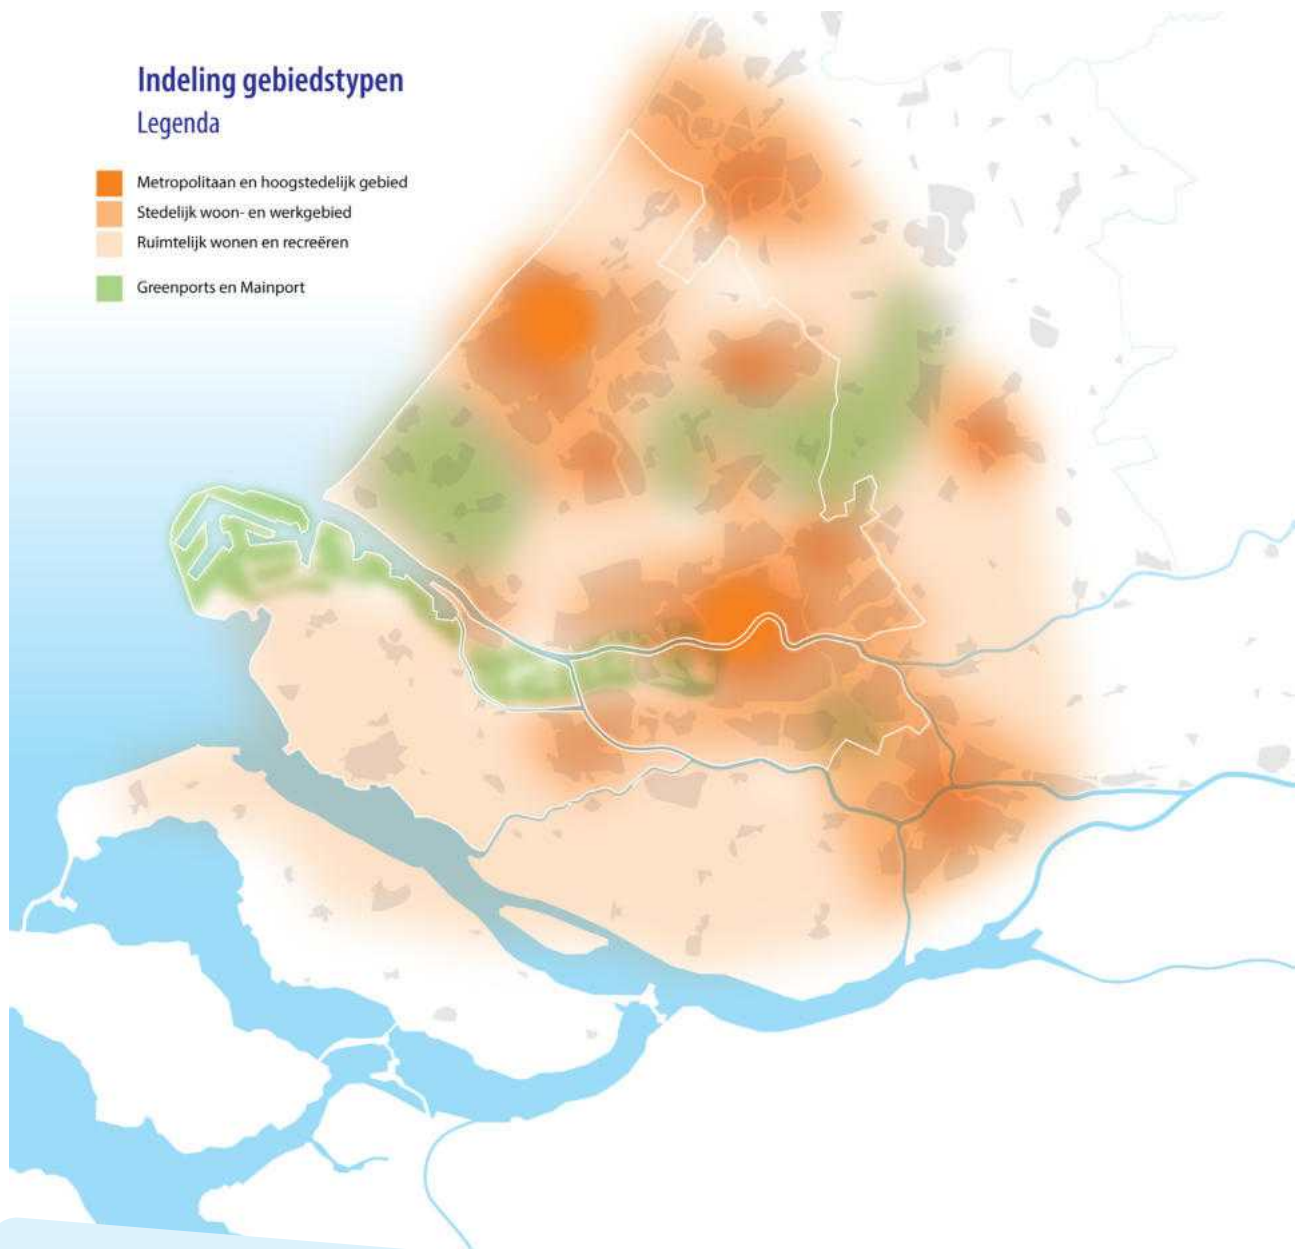 Indeling gebiedstypen
Legenda
Metropolitaan en hoogstedelijk gebied
Stedelijk woon- en werkgebied
Ruimtelijk wonen en recreëren
Greenports en Mainport